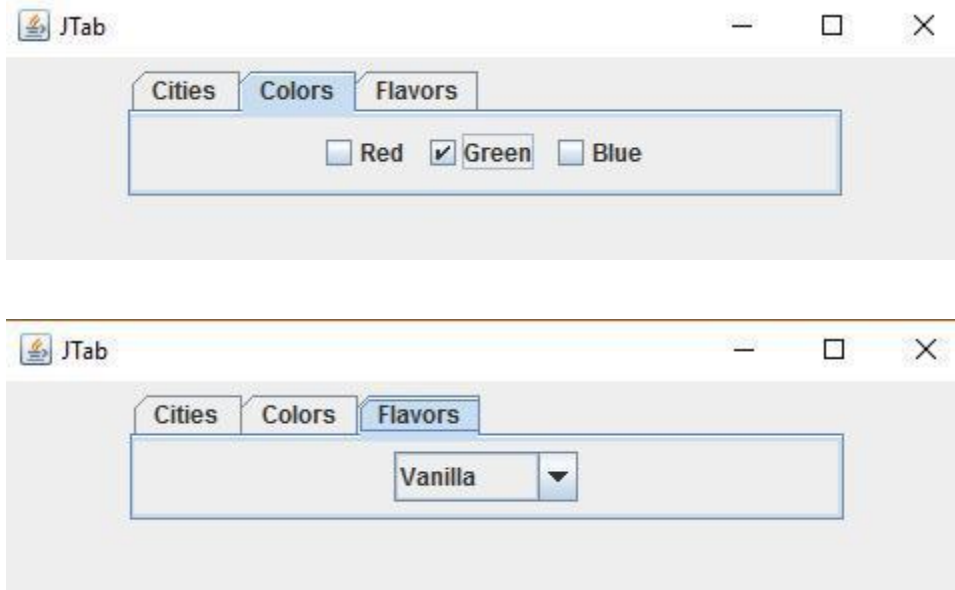 JTab
Cities Colors Flavors
Red Green Blue
JTab
Cities Colors Flavors
Vanilla